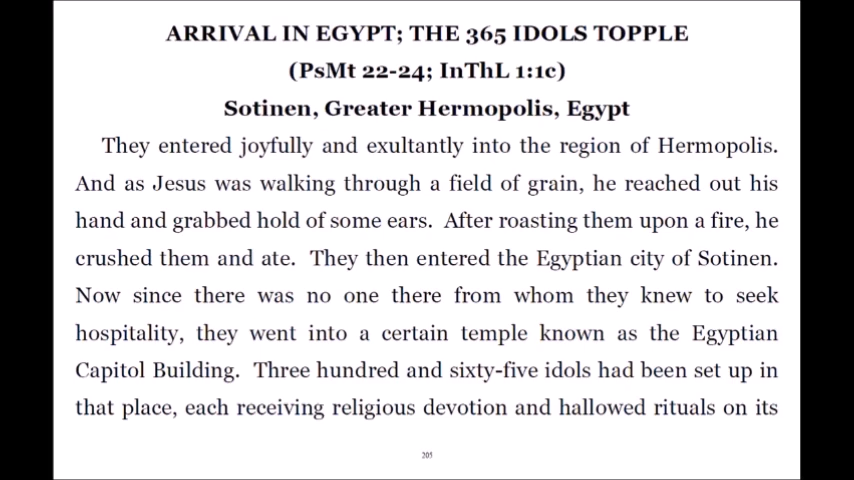 ARRIVAL IN EGYPT; THE 365 IDOLS TOPPLE
(PsMt 22-24; InThL 1:1c)
Sotinen, Greater Hermopolis, Egypt
They entered joyfully and exultantly into the region of Hermopolis.
And as Jesus was walking through a field of grain, he reached out his
hand and grabbed hold of some ears. After roasting them upon a fire, he
crushed them and ate. They then entered the Egyptian city of Sotinen.
Now since there was no one there from whom they knew to seek
hospitality, they went into a certain temple known as the Egyptian
Capitol Building. Three hundred and sixty-five idols had been set up in
that place, each receiving religious devotion and hallowed rituals on its
205